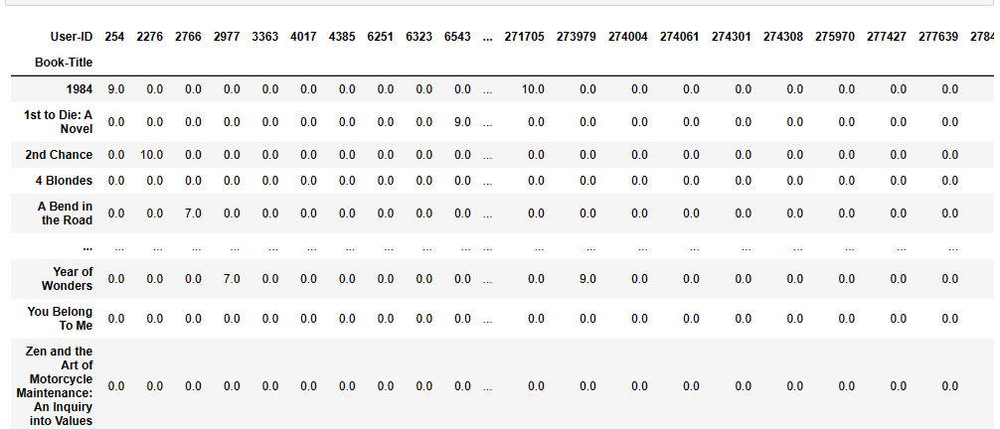 User-ID 254 2276 2766 2977 3363 4017 4385 6251 6323 6543 ... 271705 273979 274004 274061 274301 274308 275970 277427 277639 2784
Book-Title
1984 9.0 0.0 0.0 0.0 0.0 0.0 0.0 0.0 0.0 0.0 ... 10.0 0.0 0.0 0.0 0.0 0.0 0.0 0.0 0.0
1st to Die: A
Novel 0.0 0.0 0.0 0.0 0.0 0.0 0.0 0.0 0.0 9.0 ... 0.0 0.0 0.0 0.0 0.0 0.0 0.0 0.0 0.0
2nd Chance 0.0 10.0 0.0 0.0 0.0 0.0 0.0 0.0 0.0 0.0 ... 0.0 0.0 0.0 0.0 0.0 0.0 0.0 0.0 0.0
4 Blondes 0.0 0.0 0.0 0.0 0.0 0.0 0.0 0.0 0.0 0.0 ... 0.0 0.0 0.0 0.0 0.0 0.0 0.0 0.0 0.0
A Bend in
the Road 0.0 0.0 7.0 0.0 0.0 0.0 0.0 0.0 0.0 0.0 ... 0.0 0.0 0.0 0.0 0.0 0.0 0.0 0.0 0.0
... ... ... ... ... ... ... ... ... ... ... ... ... ... ... ... ... ... ... ... ...
Year of
Wonders 0.0 0.0 0.0 7.0 0.0 0.0 0.0 0.0 0.0 0.0 ... 0.0 9.0 0.0 0.0 0.0 0.0 0.0 0.0 0.0
You Belong
To Me 0.0 0.0 0.0 0.0 0.0 0.0 0.0 0.0 0.0 0.0 ... 0.0 0.0 0.0 0.0 0.0 0.0 0.0 0.0 0.0
Zen and the
Art of
Motorcycle
Maintenance: 0.0 0.0 0.0 0.0 0.0 0.0 0.0 0.0 0.0 0.0 ... 0.0 0.0 0.0 0.0 0.0 0.0 0.0 0.0 0.0
An Inquiry
into Values